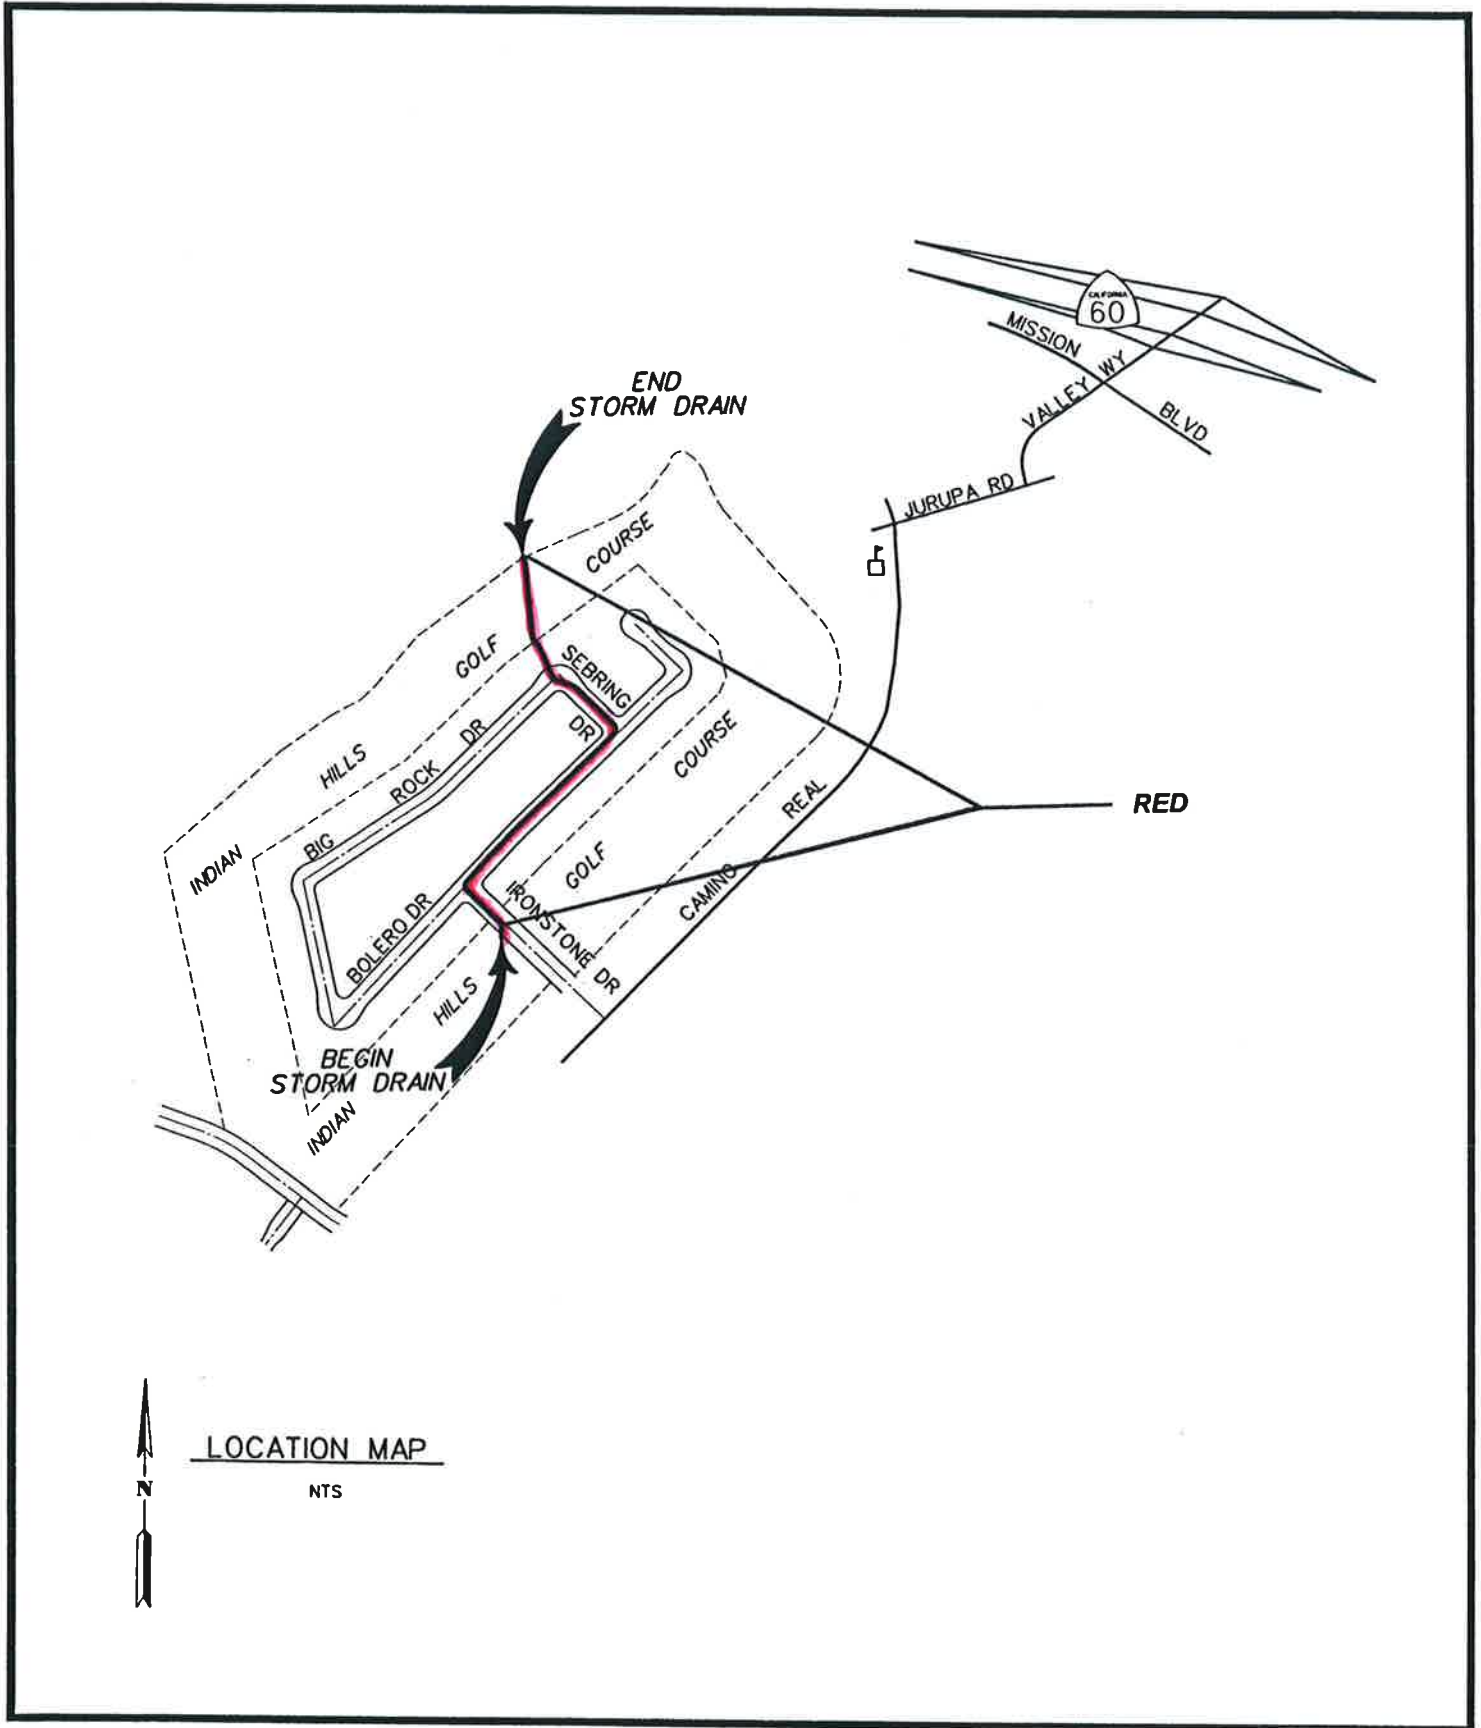 CALIFORNIA
60
MISSION
BLVD
VALLEY WY
END
STORM DRAIN
JURUPA RD
COURSE
GOLF
SEBRING
DR
HILLS
BIG ROCK DR
COURSE
REAL
RED
INDIAN
GOLF
CAMINO
IRONSTONE DR
BOLERO DR
HILLS
BEGIN
STORM DRAIN
INDIAN
LOCATION MAP
N
NTS